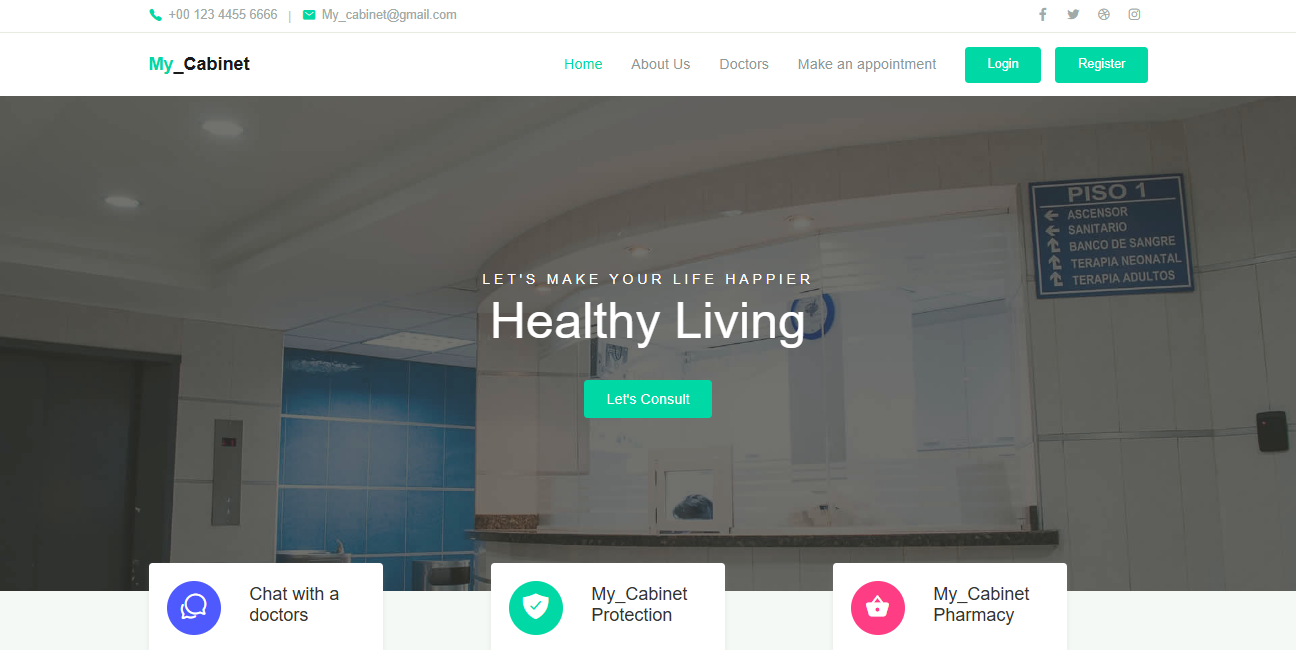 +00 123 4455 6666 | My_cabinet@gmail.com
My_Cabinet
Home About Us Doctors Make an appointment Login Register
PISO 1
ASCENSOR
SANITARIO
BANCO DE SANGRE
TERAPIA NEONATAL
TERAPIA ADULTOS
LET'S MAKE YOUR LIFE HAPPIER
Healthy Living
Let's Consult
Chat with a
doctors
My_Cabinet
Protection
My_Cabinet
Pharmacy